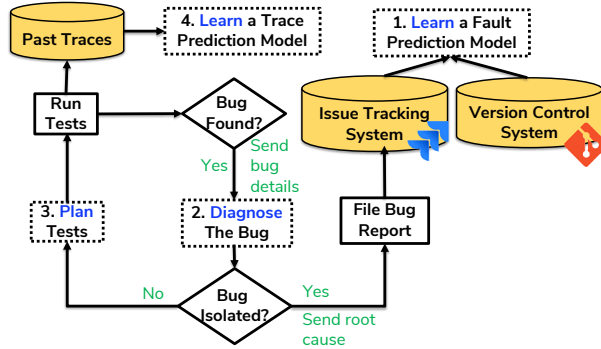 Past Traces
4. Learn a Trace
Prediction Model
1. Learn a Fault
Prediction Model
Run
Tests
Bug
Found?
Issue Tracking
System
Version Control
System
Yes
Send
bug
details
3. Plan
Tests
2. Diagnose
The Bug
File Bug
Report
No
Bug
Isolated?
Yes
Send root
cause